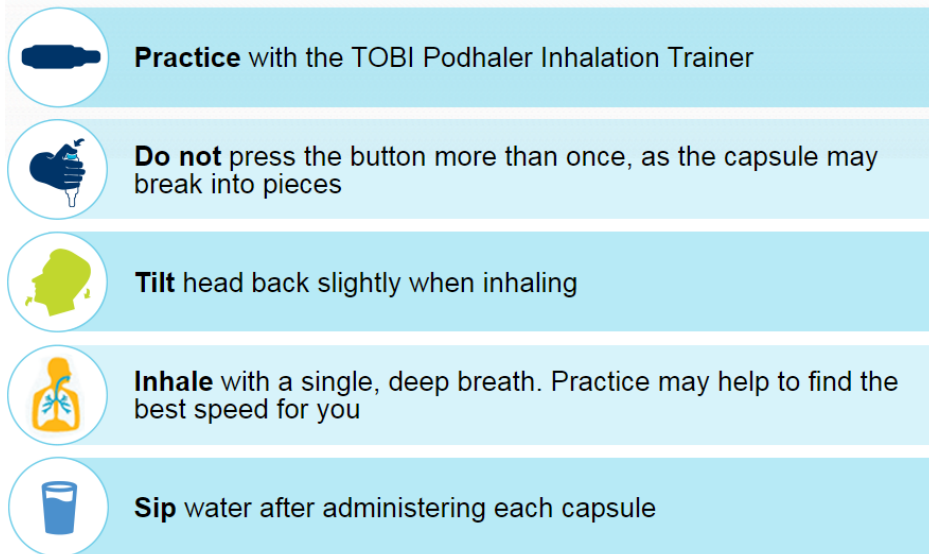 Practice with the TOBI Podhaler Inhalation Trainer
Do not press the button more than once, as the capsule may
break into pieces
Tilt head back slightly when inhaling
Inhale with a single, deep breath. Practice may help to find the
best speed for you
Sip water after administering each capsule